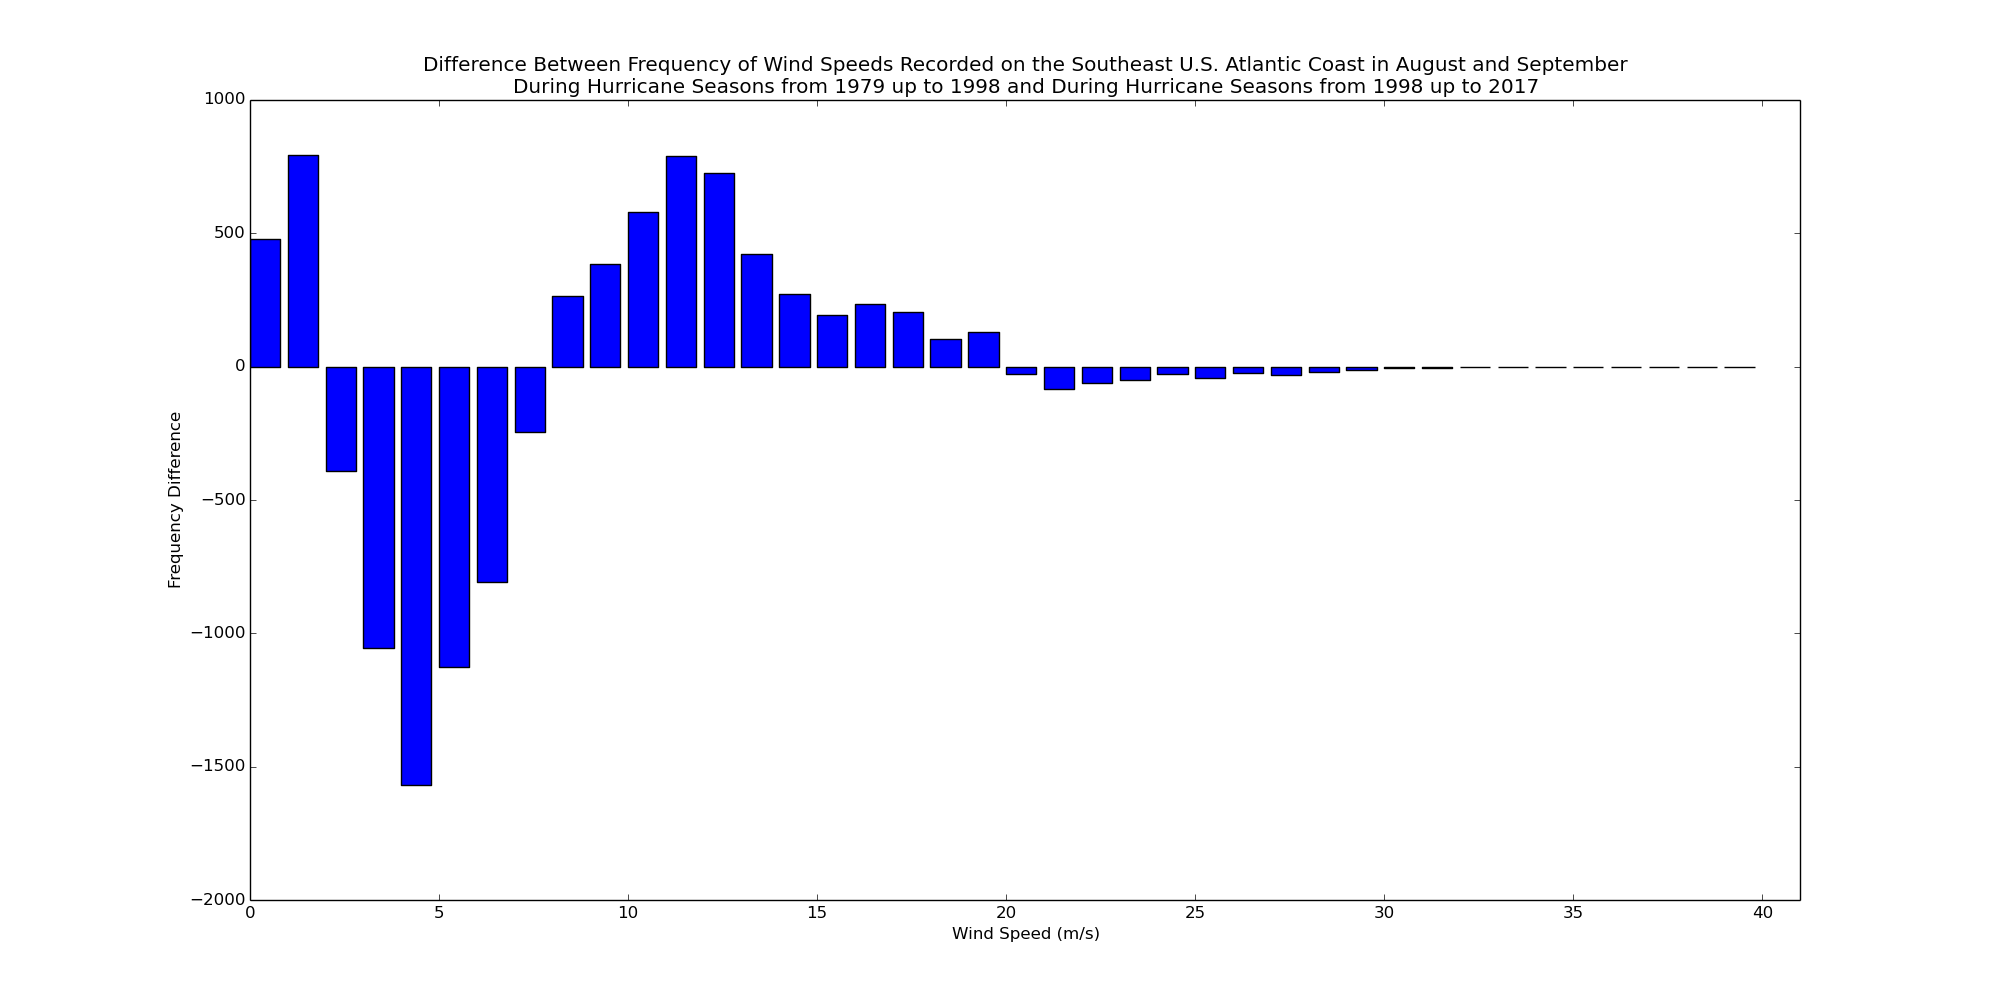 Difference Between Frequency of Wind Speeds Recorded on the Southeast U.S. Atlantic Coast in August and September
During Hurricane Seasons from 1979 up to 1998 and During Hurricane Seasons from 1998 up to 2017
1000
500
0
−500
−1000
−1500
−2000
Frequency Difference
0 5 10 15 20 25 30 35 40
Wind Speed (m/s)